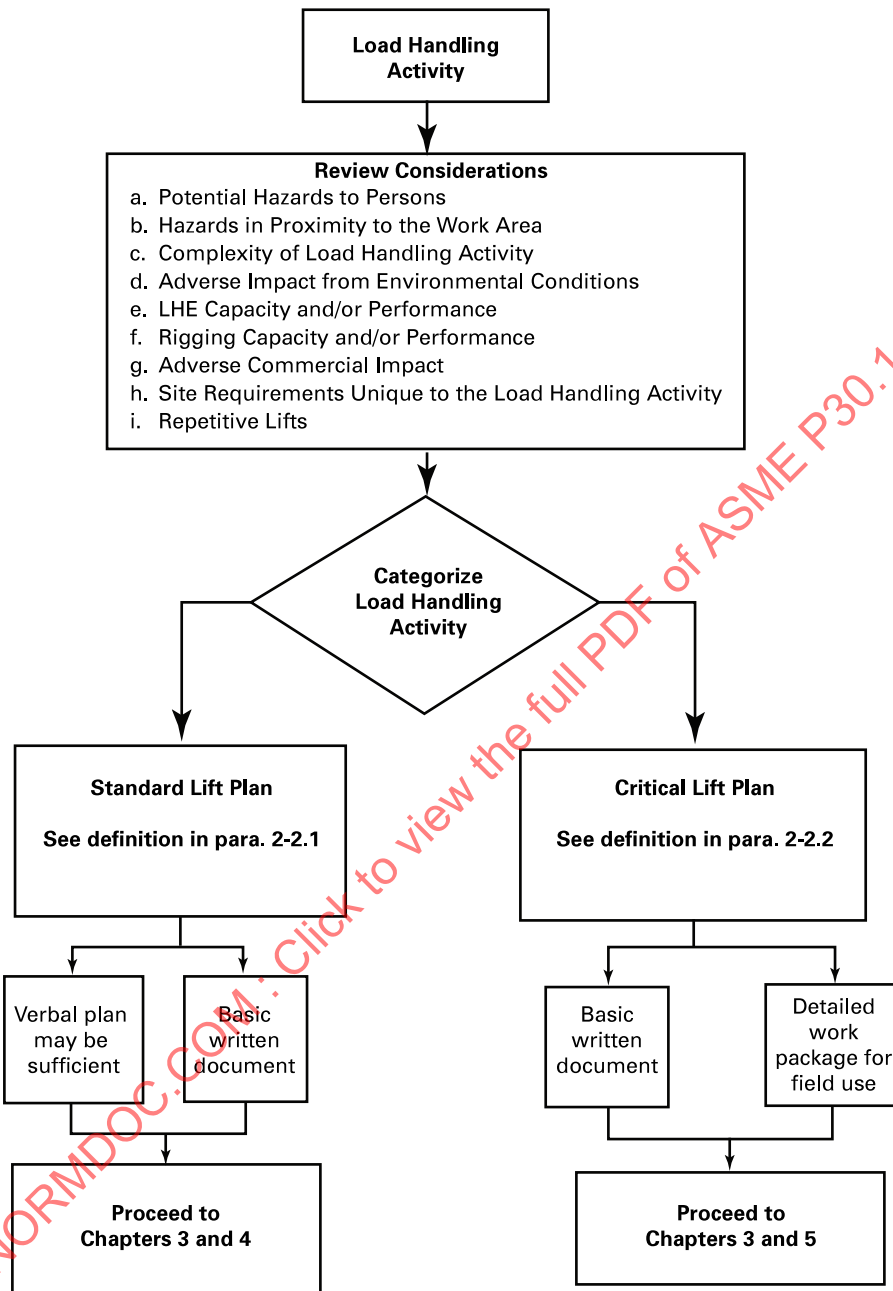 Load Handling
Activity
Review Considerations
a. Potential Hazards to Persons
b. Hazards in Proximity to the Work Area
c. Complexity of Load Handling Activity
d. Adverse Impact from Environmental Conditions
e. LHE Capacity and/or Performance
f. Rigging Capacity and/or Performance
g. Adverse Commercial Impact
h. Site Requirements Unique to the Load Handling Activity
i. Repetitive Lifts
Categorize
Load Handling
Activity
Standard Lift Plan
See definition in para. 2-2.1
Critical Lift Plan
See definition in para. 2-2.2
Verbal plan
may be
sufficient
Basic
written
document
Basic
written
document
Detailed
work
package for
field use
Proceed to
Chapters 3 and 4
Proceed to
Chapters 3 and 5
NORMDOC.COM : Click to view the full PDF of ASME P30.1